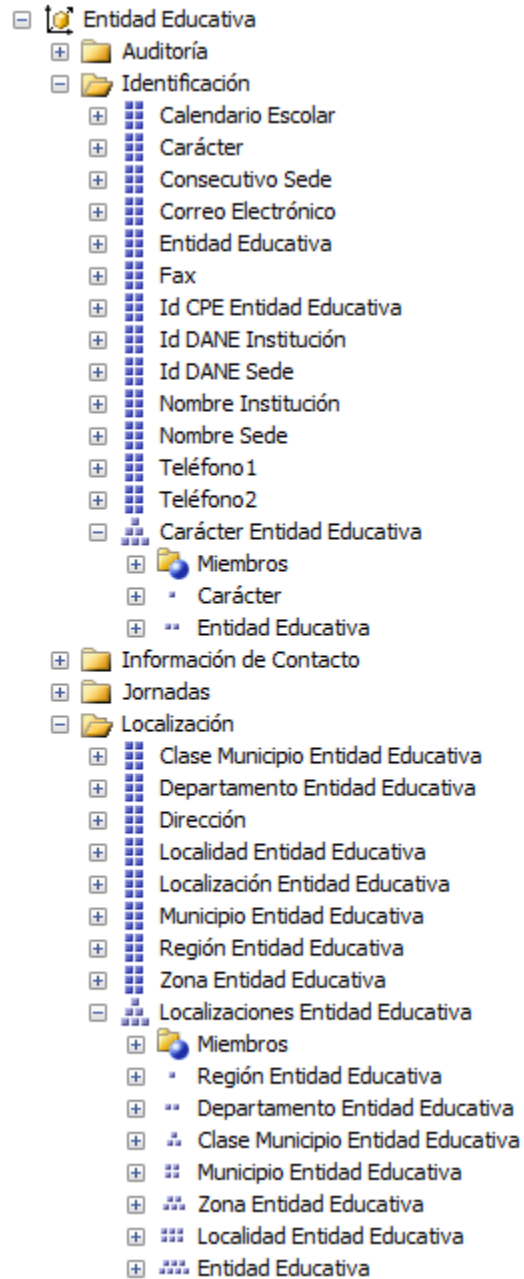 Entidad Educativa
Auditoría
Identificación
Calendario Escolar
Carácter
Consecutivo Sede
Correo Electrónico
Entidad Educativa
Fax
Id CPE Entidad Educativa
Id DANE Institución
Id DANE Sede
Nombre Institución
Nombre Sede
Teléfono1
Teléfono2
Carácter Entidad Educativa
Miembros
Carácter
Entidad Educativa
Información de Contacto
Jornadas
Localización
Clase Municipio Entidad Educativa
Departamento Entidad Educativa
Dirección
Localidad Entidad Educativa
Localización Entidad Educativa
Municipio Entidad Educativa
Región Entidad Educativa
Zona Entidad Educativa
Localizaciones Entidad Educativa
Miembros
Región Entidad Educativa
Departamento Entidad Educativa
Clase Municipio Entidad Educativa
Municipio Entidad Educativa
Zona Entidad Educativa
Localidad Entidad Educativa
Entidad Educativa